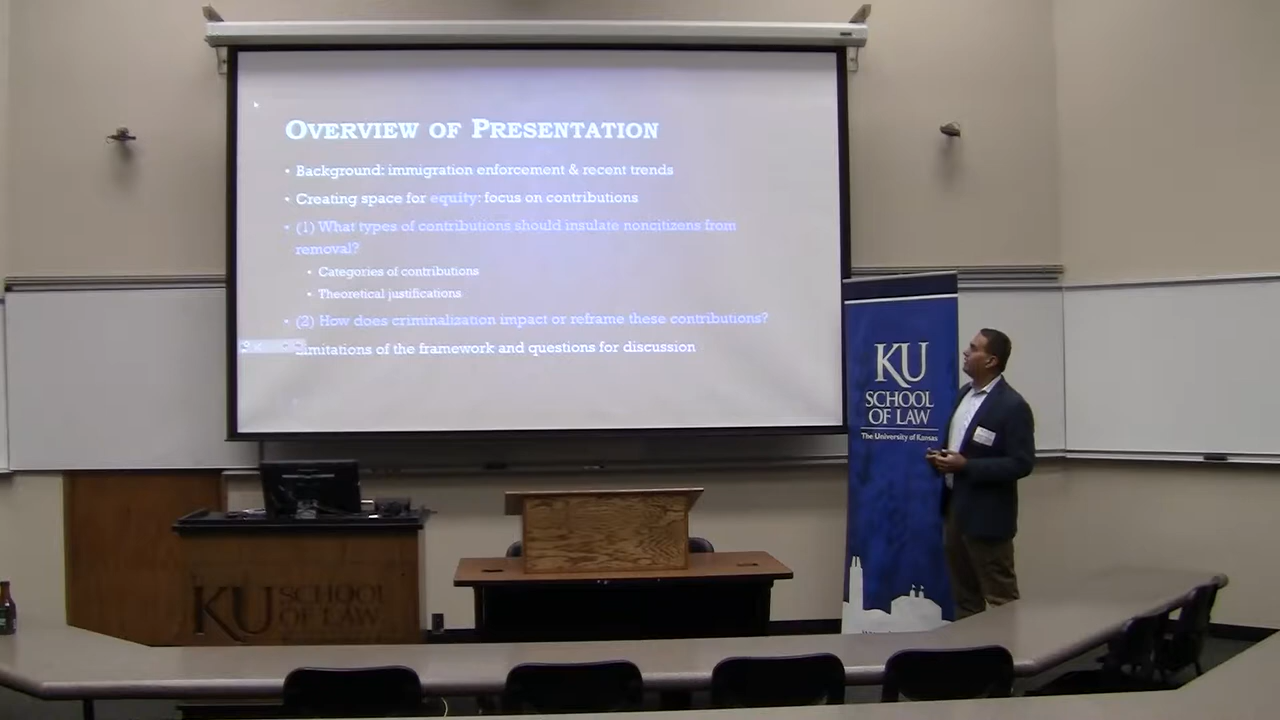 OVERVIEW OF PRESENTATION
• Background: immigration enforcement & recent trends
• Creating space for equity: focus on contributions
• (1) What types of contributions should insulate noncitizens from
removal?
• Categories of contributions
• Theoretical justifications
• (2) How does criminalization impact or reframe these contributions?
Limitations of the framework and questions for discussion
KU
SCHOOL
OF LAW
The University of Kansas
KU SCHOOL
OF LAW